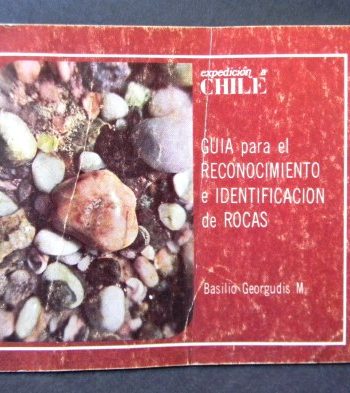 expedición a
CHILE
GUIA para el
RECONOCIMIENTO
e IDENTIFICACION
de ROCAS
Basilio Georgudis M.